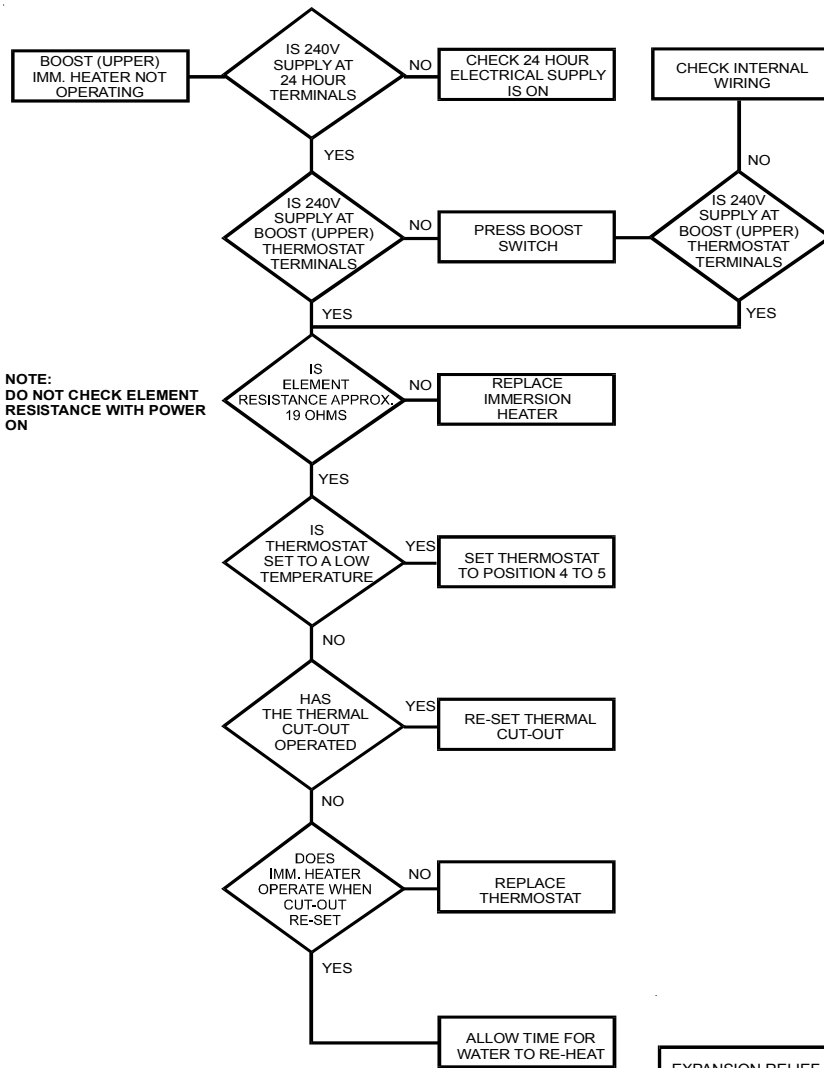 BOOST (UPPER)
IMM. HEATER NOT
OPERATING
IS 240V
SUPPLY AT
24 HOUR
TERMINALS
NO
CHECK 24 HOUR
ELECTRICAL SUPPLY
IS ON
CHECK INTERNAL
WIRING
YES
NO
IS 240V
SUPPLY AT
BOOST (UPPER)
THERMOSTAT
TERMINALS
NO
PRESS BOOST
SWITCH
IS 240V
SUPPLY AT
BOOST (UPPER)
THERMOSTAT
TERMINALS
YES
YES
NOTE:
DO NOT CHECK ELEMENT
RESISTANCE WITH POWER
ON
IS
ELEMENT
RESISTANCE APPROX.
19 OHMS
NO
REPLACE
IMMERSION
HEATER
YES
IS
THERMOSTAT
SET TO A LOW
TEMPERATURE
YES
SET THERMOSTAT
TO POSITION 4 TO 5
NO
HAS
THE THERMAL
CUT-OUT
OPERATED
YES
RE-SET THERMAL
CUT-OUT
NO
DOES
IMM. HEATER
OPERATE WHEN
CUT-OUT
RE-SET
NO
REPLACE
THERMOSTAT
YES
ALLOW TIME FOR
WATER TO RE-HEAT
EXPANSION RELIEF